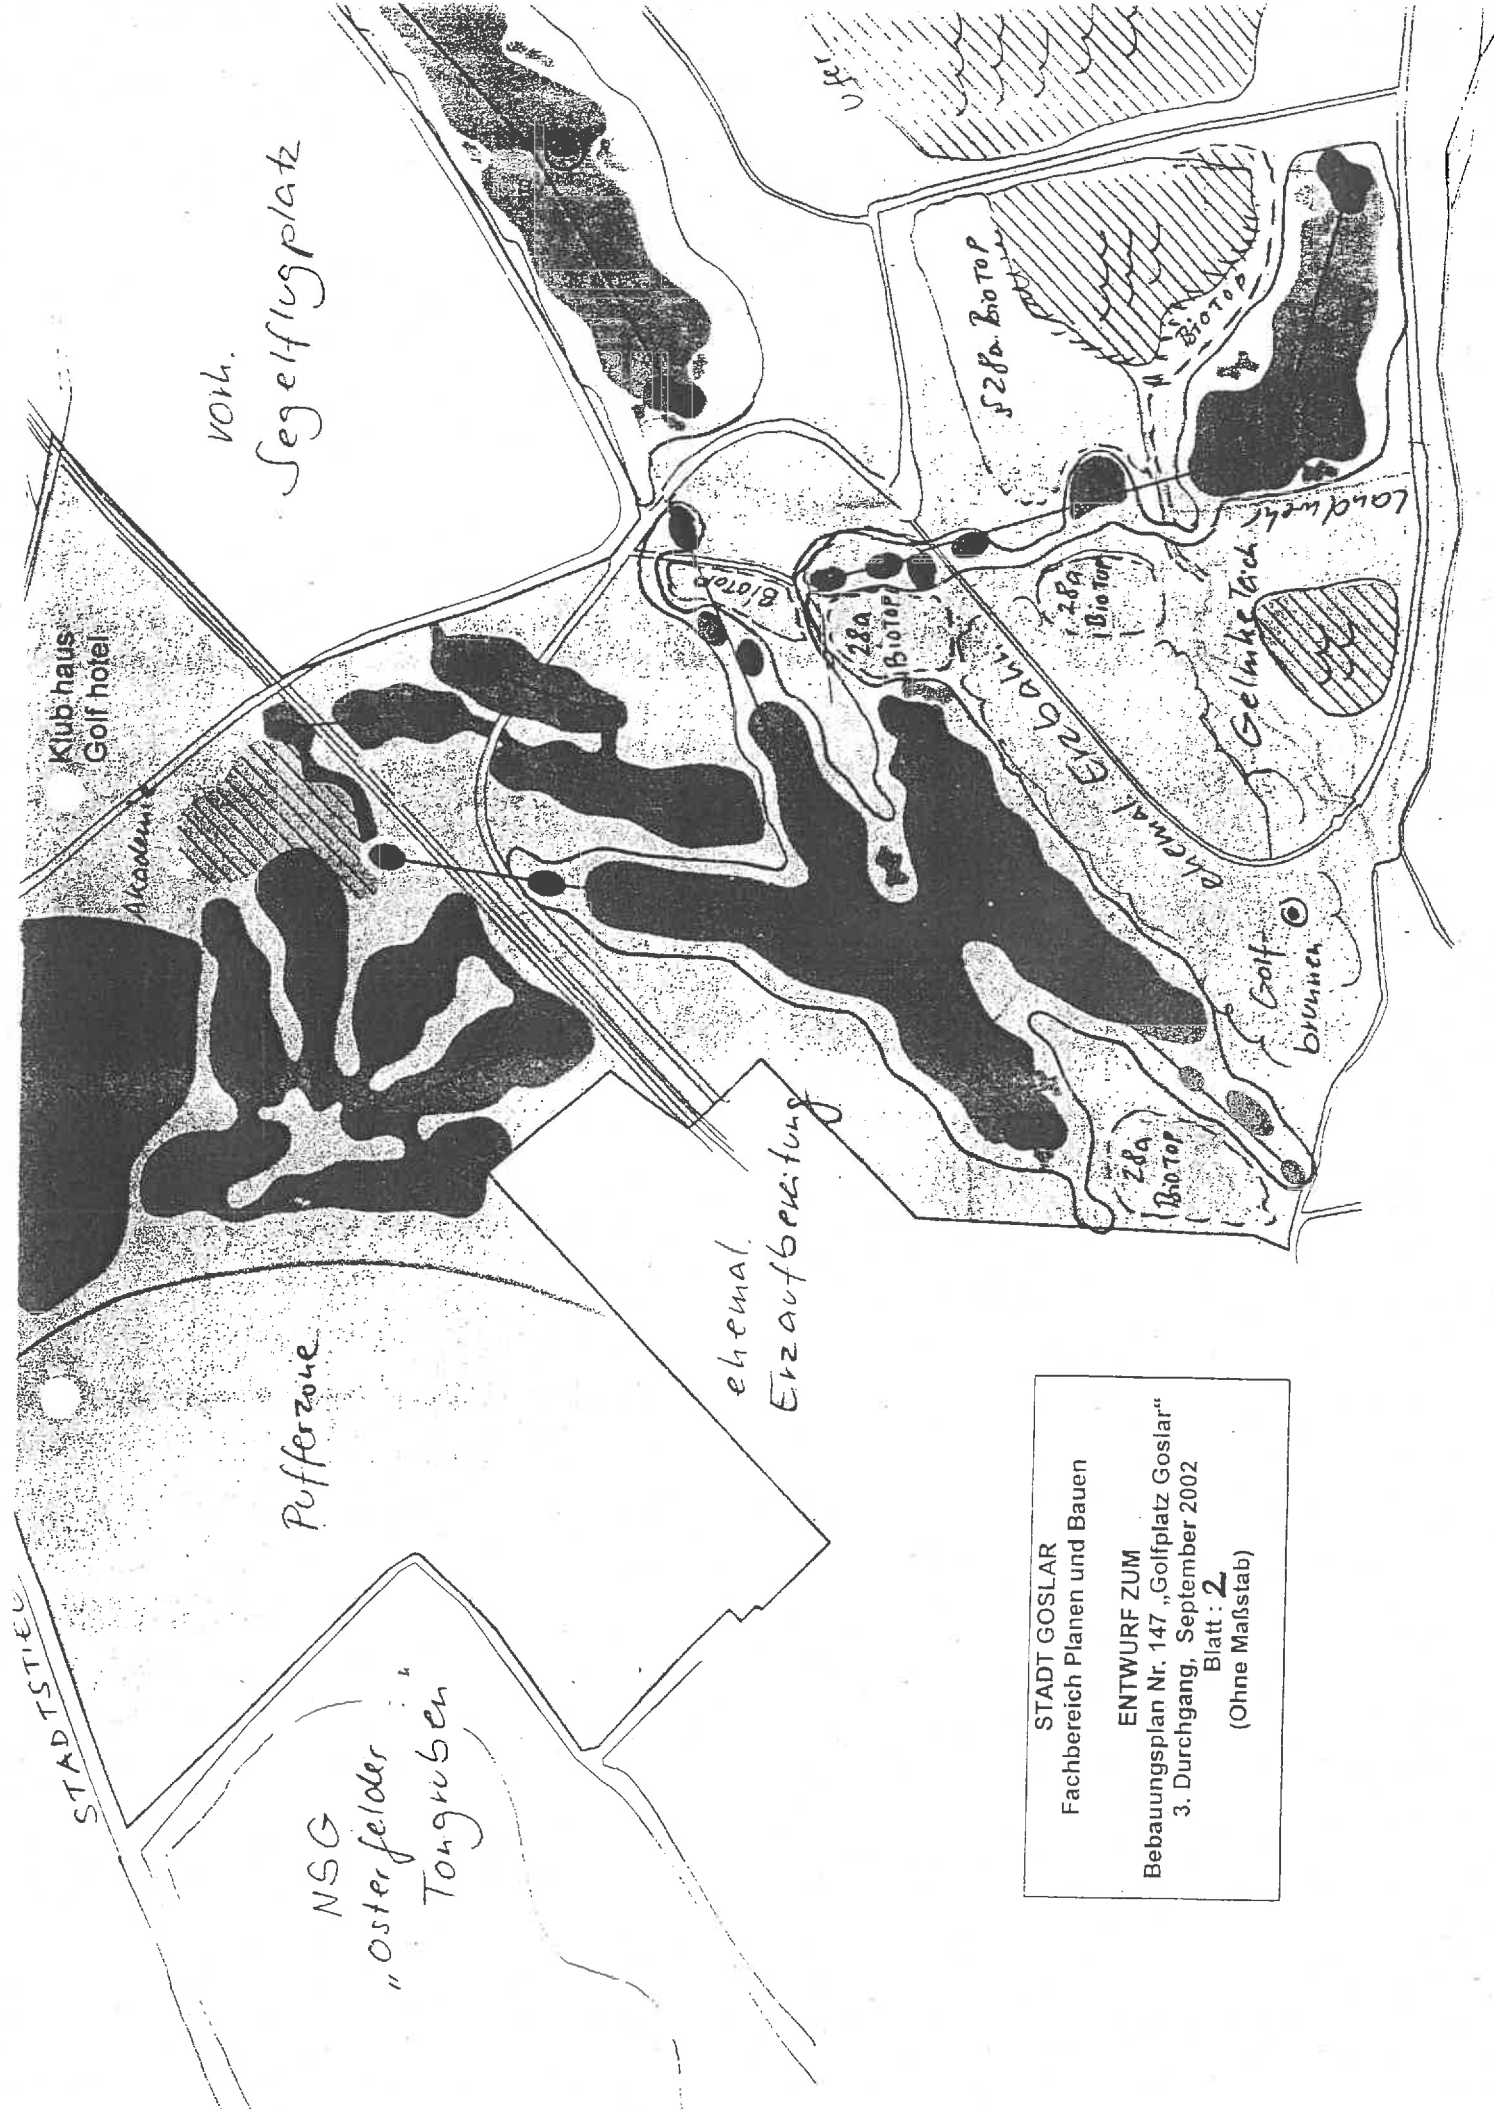 STADTSTIEG
NSG
„Osterfelder
Tongruben"
Pufferzone
ehemal.
Erzaufbereitung
Akademie
Klubhaus
Golf hotel
vorh.
Segelflugplatz
Ufer
§ 28a. BIOTOP
BIOTOP
BIOTOP
28a
BIOTOP
28a
BIOTOP
28a
BIOTOP
ehemal Erzbahn.
Gelmke Teich
Landwehr
Golf-
brunnen
STADT GOSLAR
Fachbereich Planen und Bauen
ENTWURF ZUM
Bebauungsplan Nr. 147 „Golfplatz Goslar“
3. Durchgang, September 2002
Blatt: 2
(Ohne Maßstab)